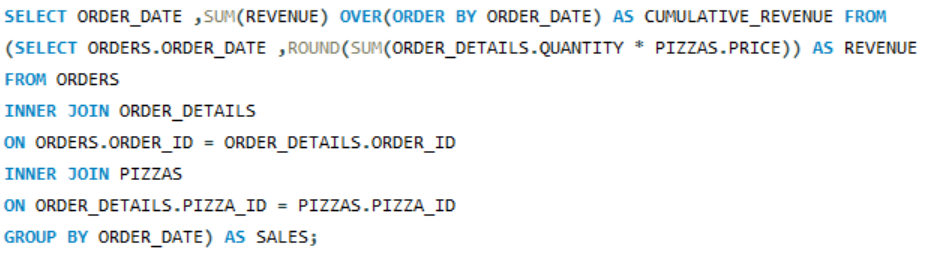 SELECT ORDER_DATE ,SUM(REVENUE) OVER(ORDER BY ORDER_DATE) AS CUMULATIVE_REVENUE FROM
(SELECT ORDERS.ORDER_DATE ,ROUND(SUM(ORDER_DETAILS.QUANTITY * PIZZAS.PRICE)) AS REVENUE
FROM ORDERS
INNER JOIN ORDER_DETAILS
ON ORDERS.ORDER_ID = ORDER_DETAILS.ORDER_ID
INNER JOIN PIZZAS
ON ORDER_DETAILS.PIZZA_ID = PIZZAS.PIZZA_ID
GROUP BY ORDER_DATE) AS SALES;